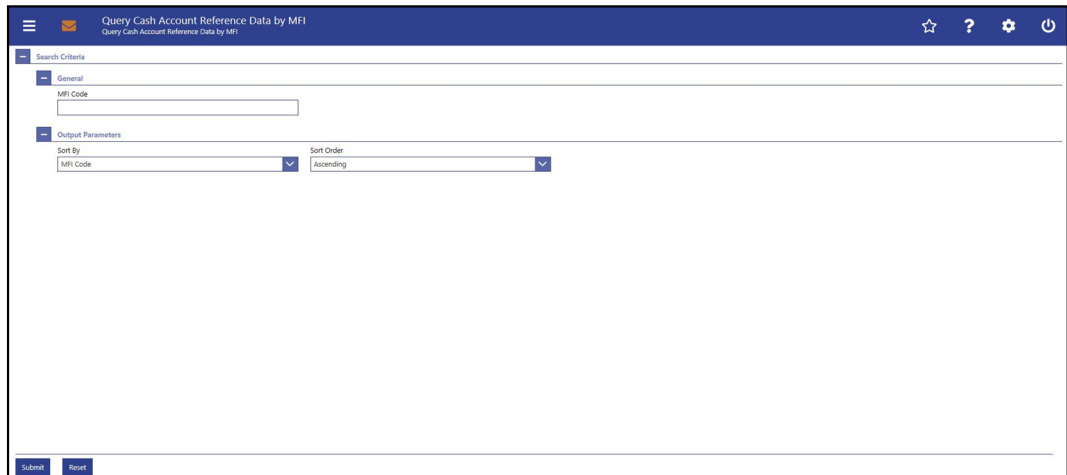 Query Cash Account Reference Data by MFI
Query Cash Account Reference Data by MFI
Search Criteria
General
MFI Code
Output Parameters
Sort By Sort Order
MFI Code Ascending
Submit Reset